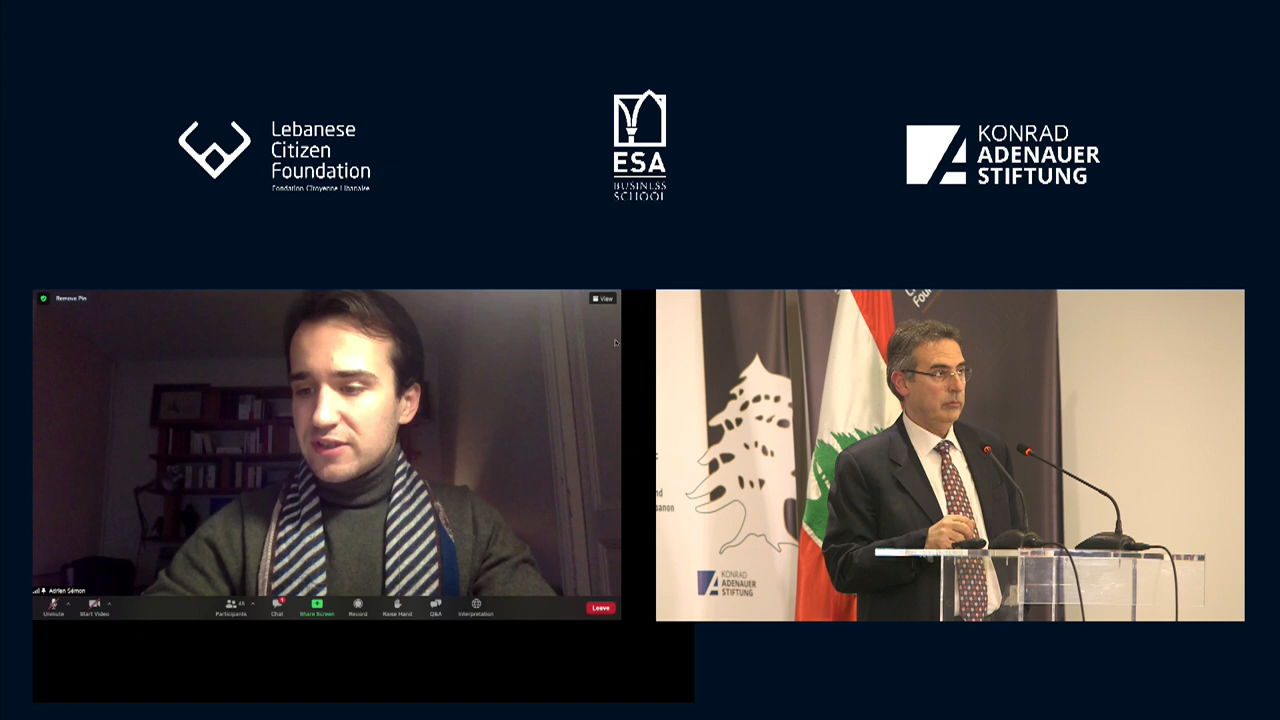 Lebanese
Citizen
Foundation
Fondation Citoyenne Libanaise
ESA
BUSINESS
SCHOOL
KONRAD
ADENAUER
STIFTUNG
Remove Pin
View
Adrien Sémon
Unmute
Start Video
Participants
48
Chat
Share Screen
Record
Raise Hand
Q&A
Interpretation
Leave
KONRAD
ADENAUER
STIFTUNG